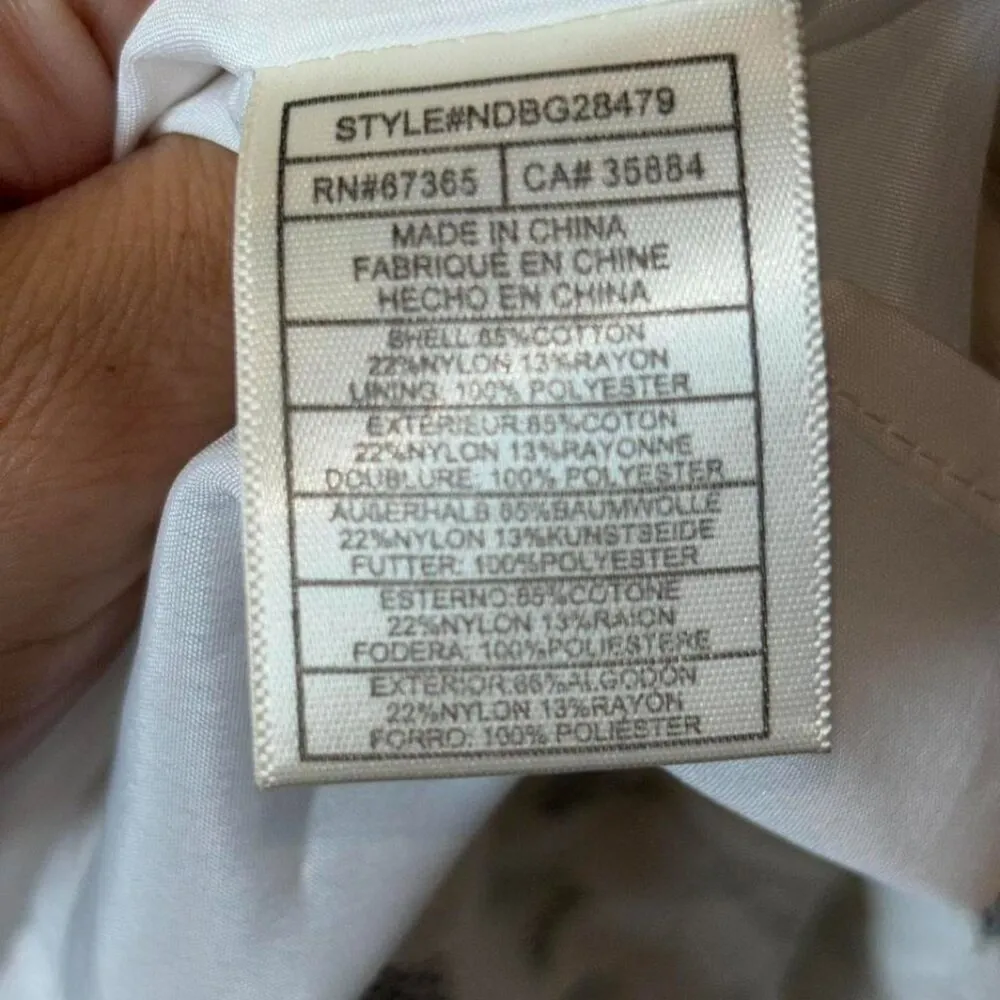 STYLE#NDBG28479
RN#67365
CA# 35884
MADE IN CHINA
FABRIQUE EN CHINE
HECHO EN CHINA
SHELL:65%COTTON
22%NYLON 13%RAYON
LINING: 100% POLYESTER
EXTÉRIEUR:65%COTON
22%NYLON 13%RAYONNE
DOUBLURE: 100% POLYESTER
AUßERHALB:65%BAUMWOLLE
22%NYLON 13%KUNSTSEIDE
FUTTER: 100%POLYESTER
ESTERNO:65%COTONE
22%NYLON 13%RAION
FODERA: 100%POLIESTERE
EXTERIOR:65%ALGODÓN
22%NYLON 13%RAYÓN
FORRO: 100% POLIÉSTER